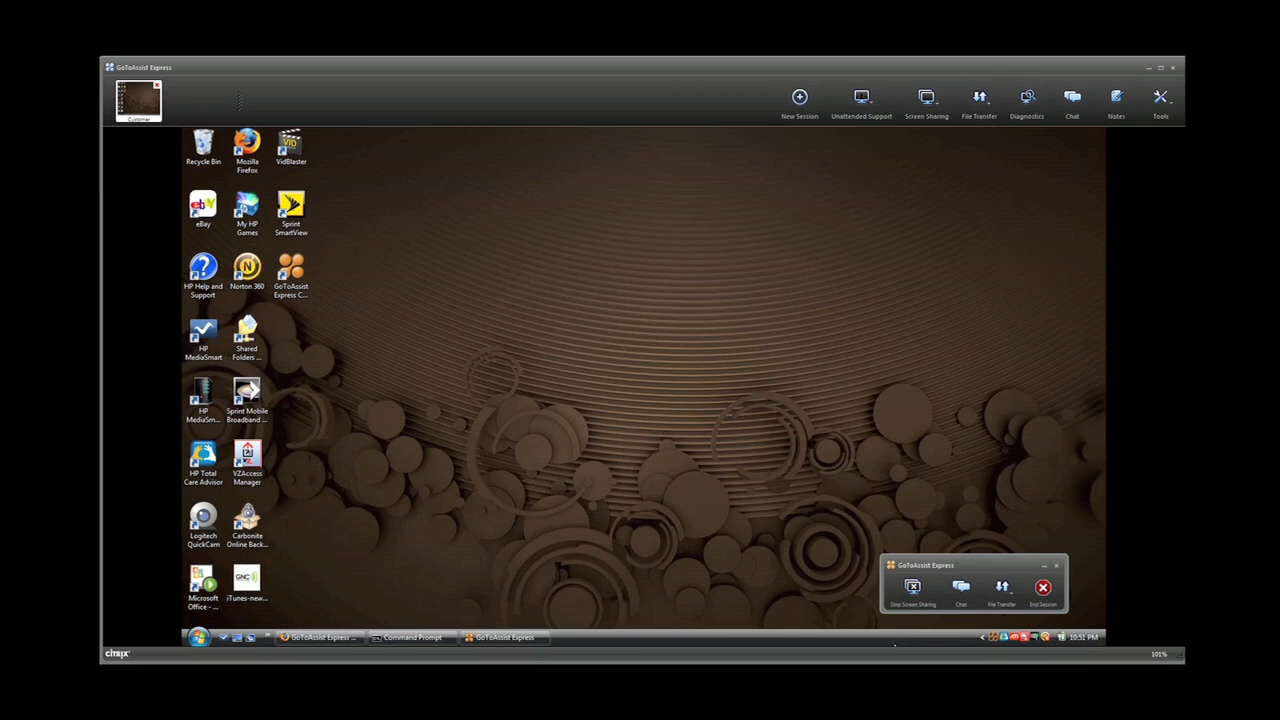 GoToAssist Express
Customer
New Session
Unattended Support
Screen Sharing
File Transfer
Diagnostics
Chat
Notes
Tools
Recycle Bin
Mozilla
Firefox
VID
VidBlaster
ebY
eBay
My HP
Games
Sprint
SmartView
HP Help and
Support
Norton 360
GoToAssist
Express C...
HP
MediaSmart
Shared
Folders ...
HP
MediaSm...
Sprint Mobile
Broadband ...
HP Total
Care Advisor
VZAccess
Manager
Logitech
QuickCam
Carbonite
Online Back...
Microsoft
Office - ...
GNC
iTunes-new...
GoToAssist Express
Stop Screen Sharing
Chat
File Transfer
End Session
GoToAssist Express ...
Command Prompt
GoToAssist Express
10:51 PM
CITRIX
101%